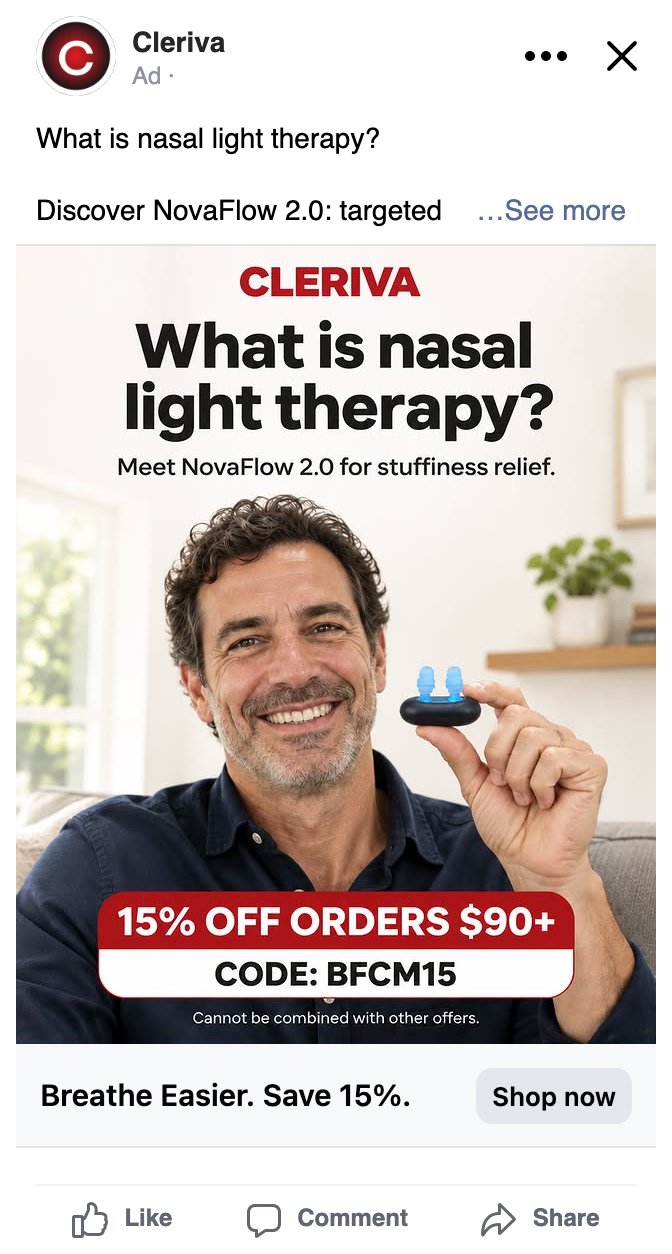 C
Cleriva
Ad ·
What is nasal light therapy?
Discover NovaFlow 2.0: targeted ...See more
CLERIVA
What is nasal
light therapy?
Meet NovaFlow 2.0 for stuffiness relief.
15% OFF ORDERS $90+
CODE: BFCM15
Cannot be combined with other offers.
Breathe Easier. Save 15%.
Shop now
Like
Comment
Share